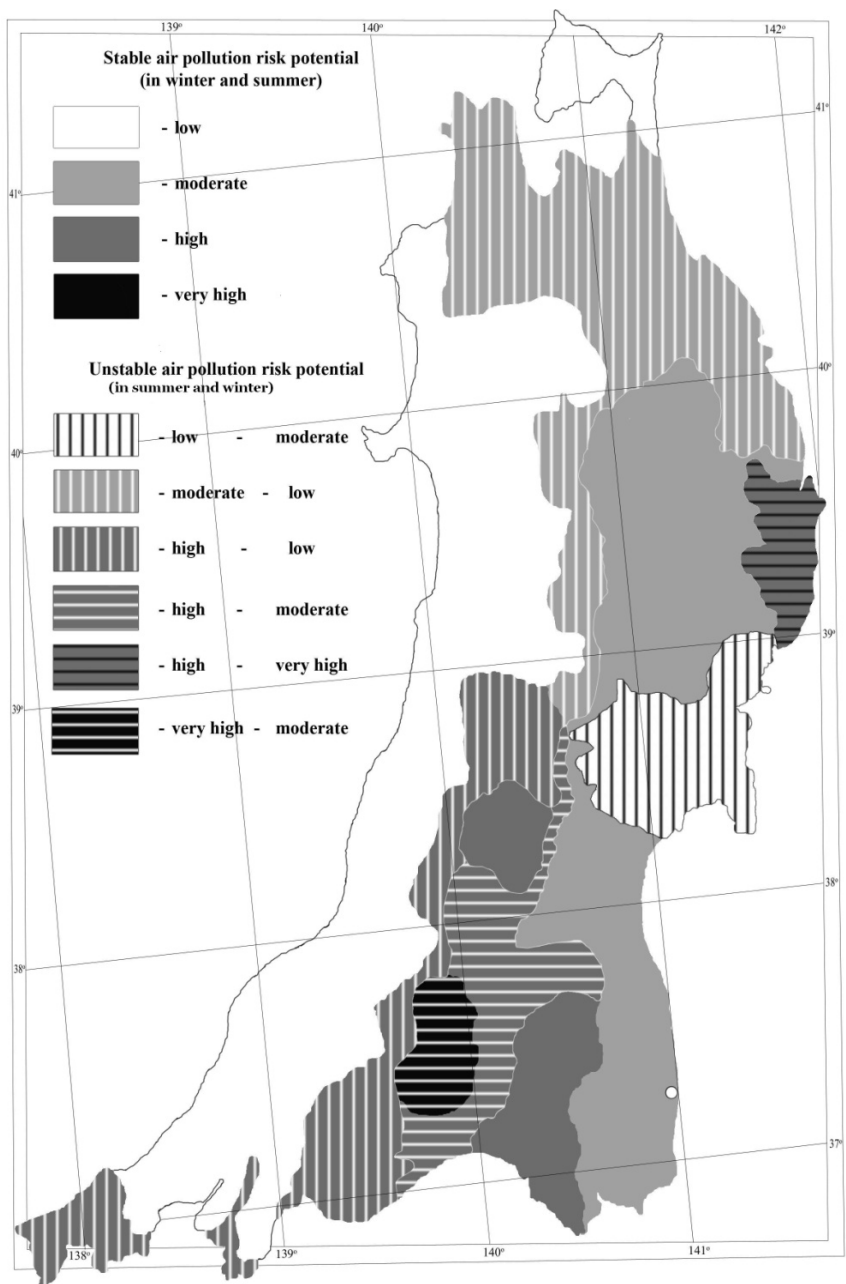 139°
140°
142°
Stable air pollution risk potential
(in winter and summer)
- low
- moderate
- high
- very high
41°
41°
Unstable air pollution risk potential
(in summer and winter)
- low - moderate
- moderate - low
- high - low
- high - moderate
- high - very high
- very high - moderate
40°
40°
39°
39°
38°
38°
37°
138°
139°
140°
141°